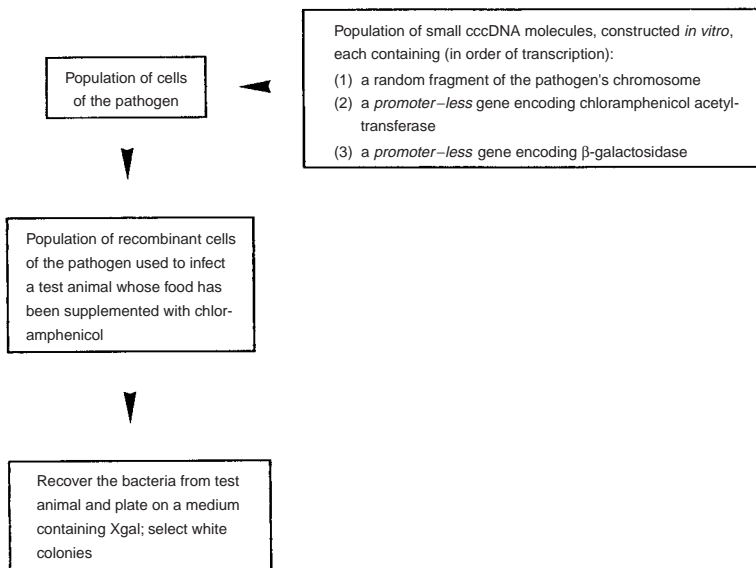 Population of small cccDNA molecules, constructed in vitro,
each containing (in order of transcription):
(1) a random fragment of the pathogen's chromosome
(2) a promoter–less gene encoding chloramphenicol acetyl-
transferase
(3) a promoter–less gene encoding β-galactosidase
Population of cells
of the pathogen
Population of recombinant cells
of the pathogen used to infect
a test animal whose food has
been supplemented with chlor-
amphenicol
Recover the bacteria from test
animal and plate on a medium
containing Xgal; select white
colonies